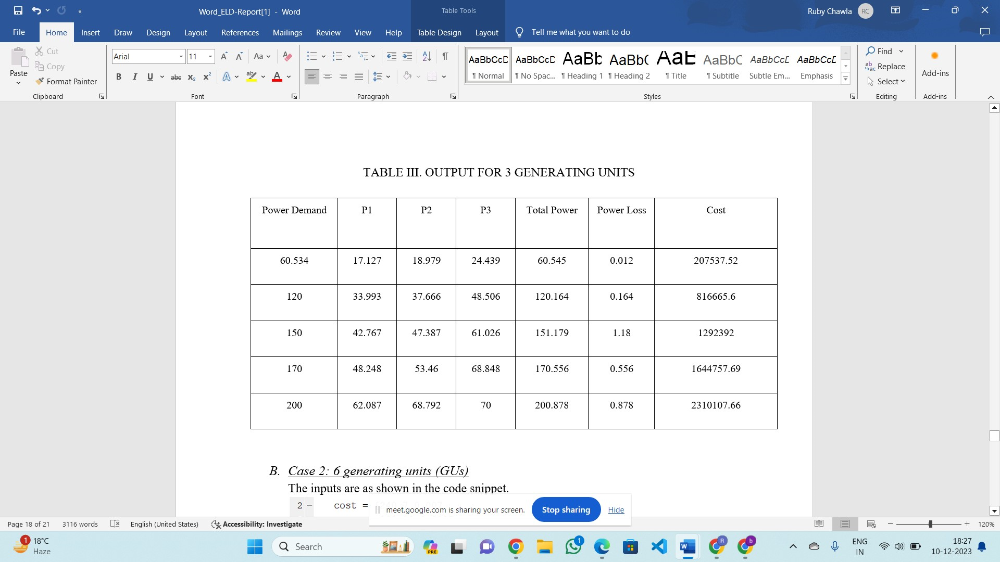 Word_ELD-Report[1] - Word
Table Tools
Ruby Chawla RC
File Home Insert Draw Design Layout References Mailings Review View Help Table Design Layout Tell me what you want to do
Paste
Cut
Copy
Format Painter
Clipboard
Arial 11
Font
Paragraph
AaBbCcD AaBbCcD AaBb AaBbC AaB AaBbC AaBbCcD AaBbCcD
¶ Normal ¶ No Spac... ¶ Heading 1 ¶ Heading 2 ¶ Title ¶ Subtitle Subtle Em... Emphasis
Styles
Find
Replace
Select
Editing
Add-ins
Add-ins
TABLE III. OUTPUT FOR 3 GENERATING UNITS
Power Demand P1 P2 P3 Total Power Power Loss Cost
60.534 17.127 18.979 24.439 60.545 0.012 207537.52
120 33.993 37.666 48.506 120.164 0.164 816665.6
150 42.767 47.387 61.026 151.179 1.18 1292392
170 48.248 53.46 68.848 170.556 0.556 1644757.69
200 62.087 68.792 70 200.878 0.878 2310107.66
B. Case 2: 6 generating units (GUs)
The inputs are as shown in the code snippet.
2 – cost =
meet.google.com is sharing your screen. Stop sharing Hide
Page 18 of 21 3116 words English (United States) Accessibility: Investigate 120%
1 18°C
Haze
Search
PRE
1
R
b
ENG
IN
18:27
10-12-2023